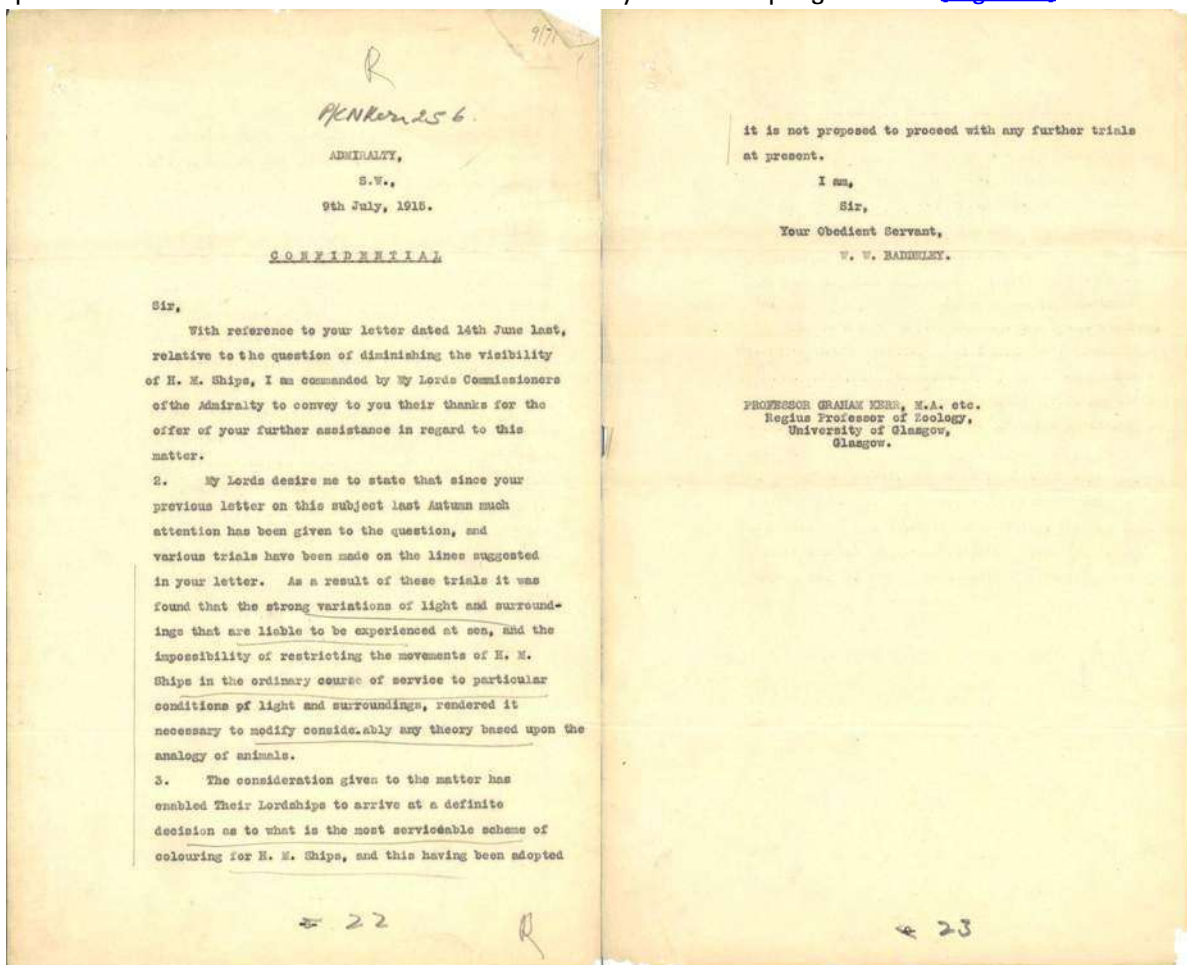 9/7
R
ADMIRALTY,
S.W.,
9th July, 1915.
CONFIDENTIAL
Sir,
With reference to your letter dated 14th June last,
relative to the question of diminishing the visibility
of H. M. Ships, I am commanded by My Lords Commissioners
ofthe Admiralty to convey to you their thanks for the
offer of your further assistance in regard to this
matter.
2. My Lords desire me to state that since your
previous letter on this subject last Autumn much
attention has been given to the question, and
various trials have been made on the lines suggested
in your letter. As a result of these trials it was
found that the strong variations of light and surround-
ings that are liable to be experienced at sea, and the
impossibility of restricting the movements of H. M.
Ships in the ordinary course of service to particular
conditions pf light and surroundings, rendered it
necessary to modify conside.ably any theory based upon the
analogy of animals.
3. The consideration given to the matter has
enabled Their Lordships to arrive at a definite
decision as to what is the most serviceable scheme of
colouring for H. M. Ships, and this having been adopted
22
R
it is not proposed to proceed with any further trials
at present.
I am,
Sir,
Your Obedient Servant,
W. W. BADDELEY.
PROFESSOR GRAHAM KERR, M.A. etc.
Regius Professor of Zoology,
University of Glasgow,
Glasgow.
23